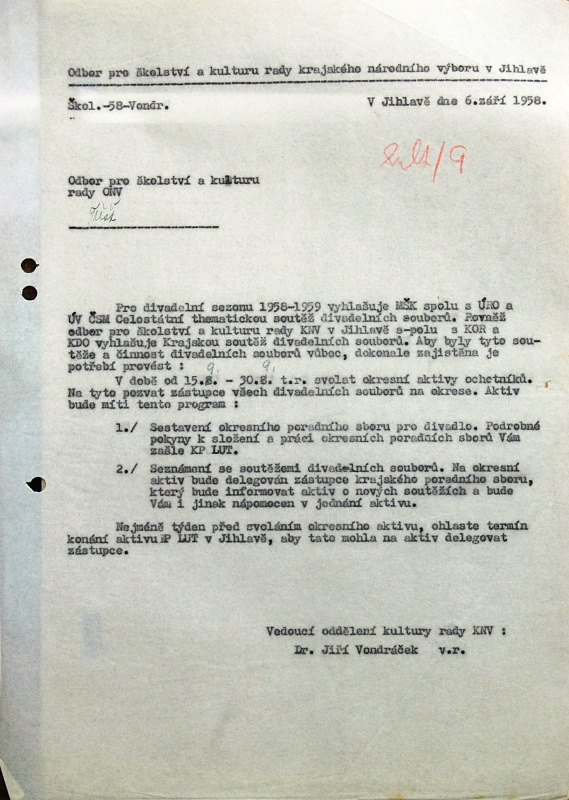 Odbor pro školství a kulturu rady krajského národního výboru v Jihlavě
Škol.-58-Vondr.
V Jihlavě dne 6.září 1958.
Odbor pro školství a kulturu
rady ONV
Pro divadelní sezonu 1958-1959 vyhlašuje MŠK spolu s ÚRO a
ÚV ČSM Celostátní thematickou soutěž divadelních souborů. Rovněž
odbor pro školství a kulturu rady KNV v Jihlavě s-polu s KOR a
KDO vyhlašuje Krajskou soutěž divadelních souborů. Aby byly tyto sou-
těže a činnost divadelních souborů vůbec, dokonale zajistěna je
potřebí provést :
9. 9.
V době od 15.8. - 30.8. t.r. svolat okresní aktivy ochetníků.
Na tyto pozvat zástupce všech divadelních souborů na okrese. Aktiv
bude míti tento program :
1./ Sestavení okresního poradního sboru pro divadlo. Podrobné
pokyny k složení a práci okresních poradních sborů Vám
zašle KP LUT.
2./ Seznámení se soutěžemi divadelních souborů. Na okresní
aktiv bude delegován zástupce krajského poradního sboru,
který bude informovat aktiv o nových soutěžích a bude
Vám i jinak nápomocen v jednání aktivu.
Nejméně týden před svoláním okresního aktivu, ohlaste termín
konání aktivu KP LUT v Jihlavě, aby tato mohla na aktiv delegovat
zástupce.
Vedoucí oddělení kultury rady KNV :
Dr. Jiří Vondráček v.r.